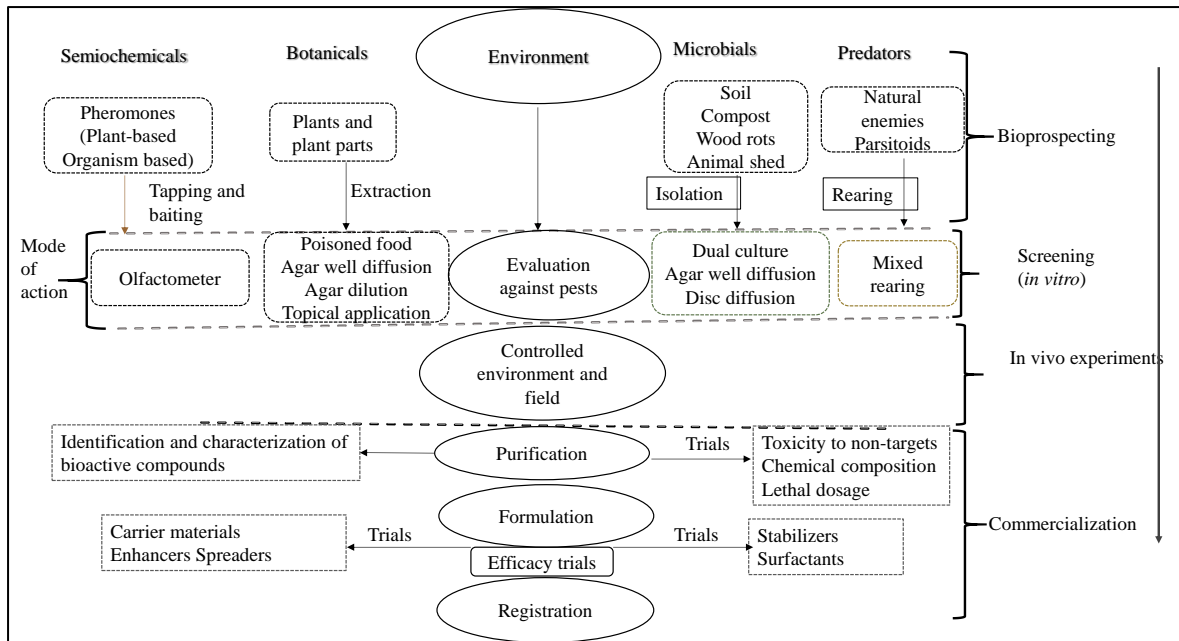 Semiochemicals
Botanicals
Environment
Microbials
Predators
Pheromones
(Plant-based
Organism based)
Plants and
plant parts
Soil
Compost
Wood rots
Animal shed
Natural
enemies
Parsitoids
Bioprospecting
Tapping and
baiting
Extraction
Isolation
Rearing
Mode
of
action
Olfactometer
Poisoned food
Agar well diffusion
Agar dilution
Topical application
Evaluation
against pests
Dual culture
Agar well diffusion
Disc diffusion
Mixed
rearing
Screening
(in vitro)
Controlled
environment and
field
In vivo experiments
Identification and characterization of
bioactive compounds
Purification
Trials
Toxicity to non-targets
Chemical composition
Lethal dosage
Formulation
Carrier materials
Enhancers Spreaders
Trials
Trials
Stabilizers
Surfactants
Efficacy trials
Commercialization
Registration